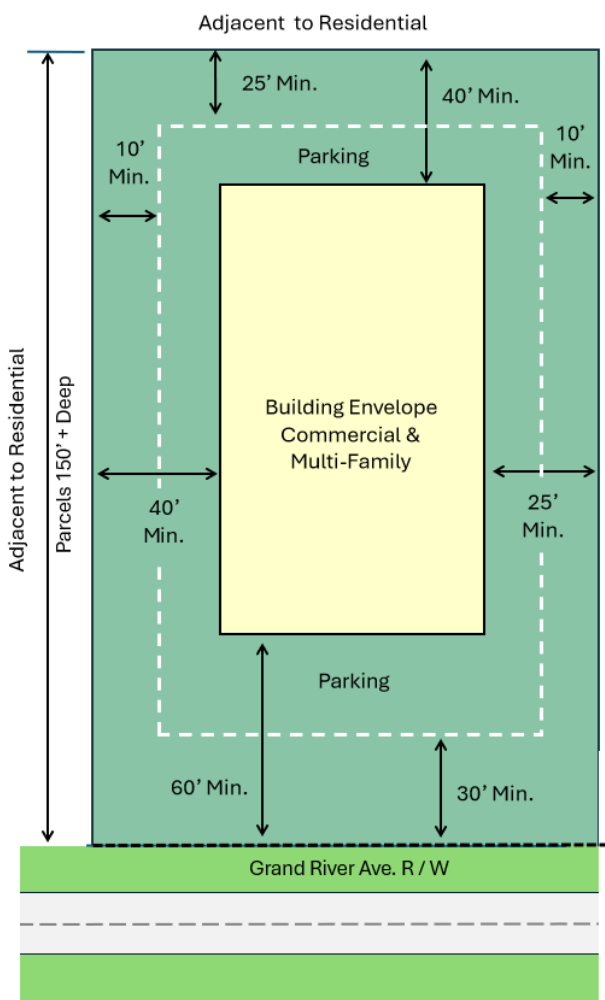 Adjacent to Residential
25’ Min.
40’ Min.
10’
Min.
Parking
10’
Min.
Adjacent to Residential
Parcels 150’ + Deep
Building Envelope
Commercial &
Multi-Family
40’
Min.
25’
Min.
Parking
60’ Min.
30’ Min.
Grand River Ave. R / W